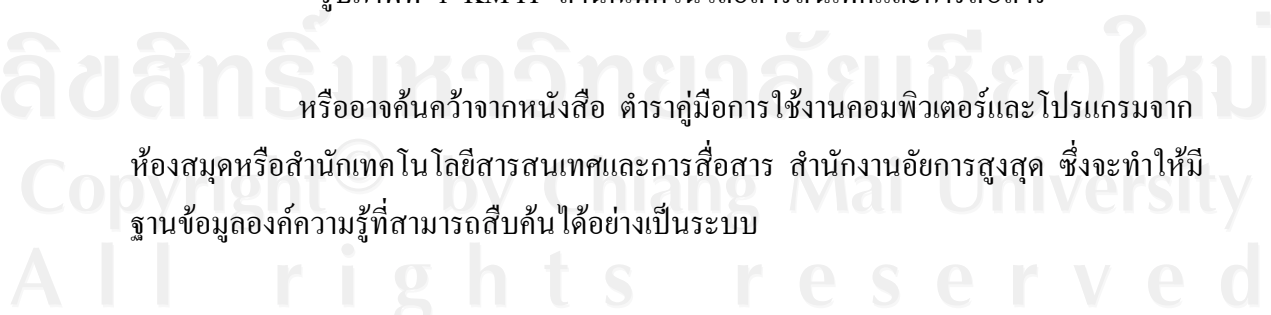 ลิขสิทธิ์มหาวิทยาลัยเชียงใหม่
หรืออาจค้นคว้าจากหนังสือ ตำราคู่มือการใช้งานคอมพิวเตอร์และโปรแกรมจาก
ห้องสมุดหรือสำนักเทคโนโลยีสารสนเทศและการสื่อสาร สำนักงานอัยการสูงสุด ซึ่งจะทำให้มี
Copyright© by Chiang Mai University
ฐานข้อมูลองค์ความรู้ที่สามารถสืบค้นได้อย่างเป็นระบบ
All rights reserved